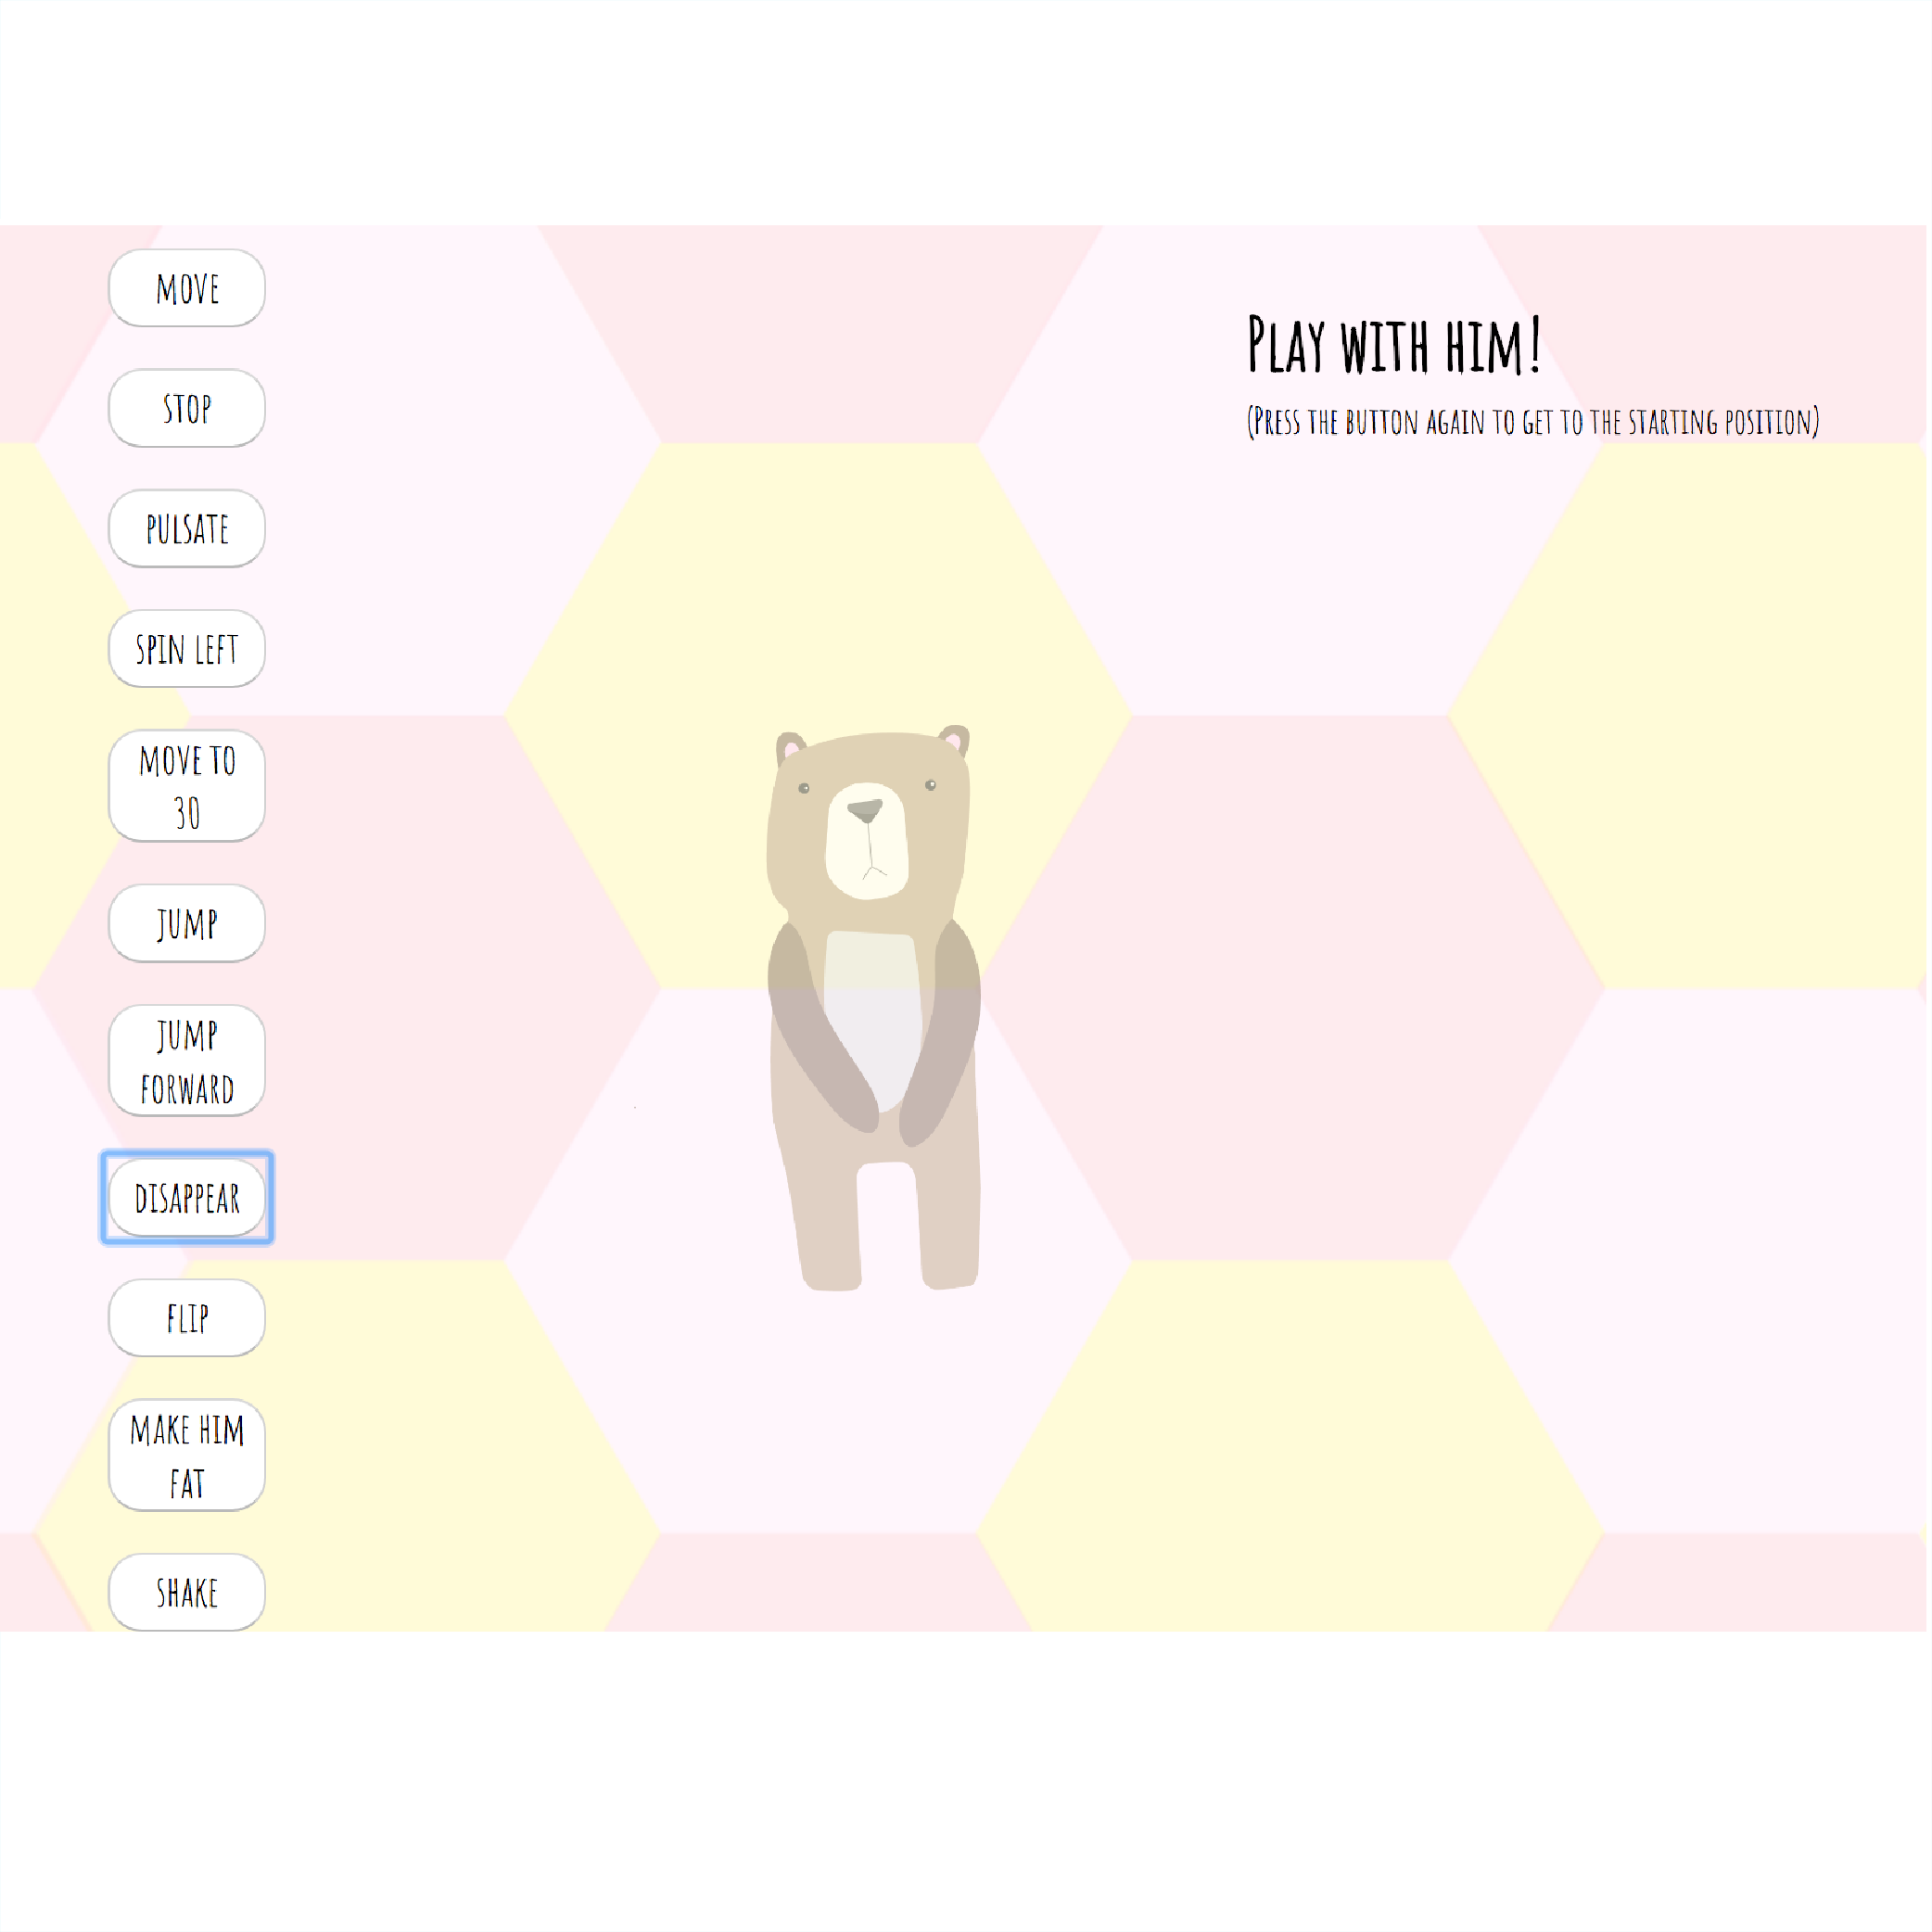 MOVE
STOP
PULSATE
SPIN LEFT
MOVE TO
30
JUMP
JUMP
FORWARD
DISAPPEAR
FLIP
MAKE HIM
FAT
SHAKE
PLAY WITH HIM!
(PRESS THE BUTTON AGAIN TO GET TO THE STARTING POSITION)